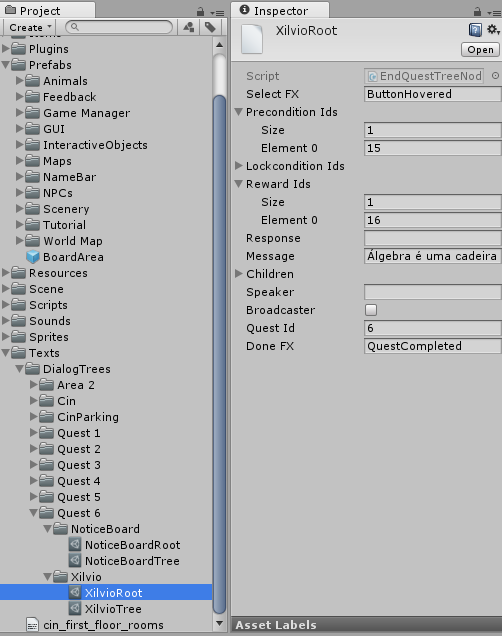 Project
Create
Items
Plugins
Prefabs
Animals
Feedback
Game Manager
GUI
InteractiveObjects
Maps
NameBar
NPCs
Scenery
Tutorial
World Map
BoardArea
Resources
Scene
Scripts
Sounds
Sprites
Texts
DialogTrees
Area 2
Cin
CinParking
Quest 1
Quest 2
Quest 3
Quest 4
Quest 5
Quest 6
NoticeBoard
NoticeBoardRoot
NoticeBoardTree
Xilvio
XilvioRoot
XilvioTree
cin_first_floor_rooms
Inspector
XilvioRoot
Open
Script EndQuestTreeNod
Select FX ButtonHovered
Precondition Ids
Size 1
Element 0 15
Lockcondition Ids
Reward Ids
Size 1
Element 0 16
Response
Message Álgebra é uma cadeira
Children
Speaker
Broadcaster
Quest Id 6
Done FX QuestCompleted
Asset Labels